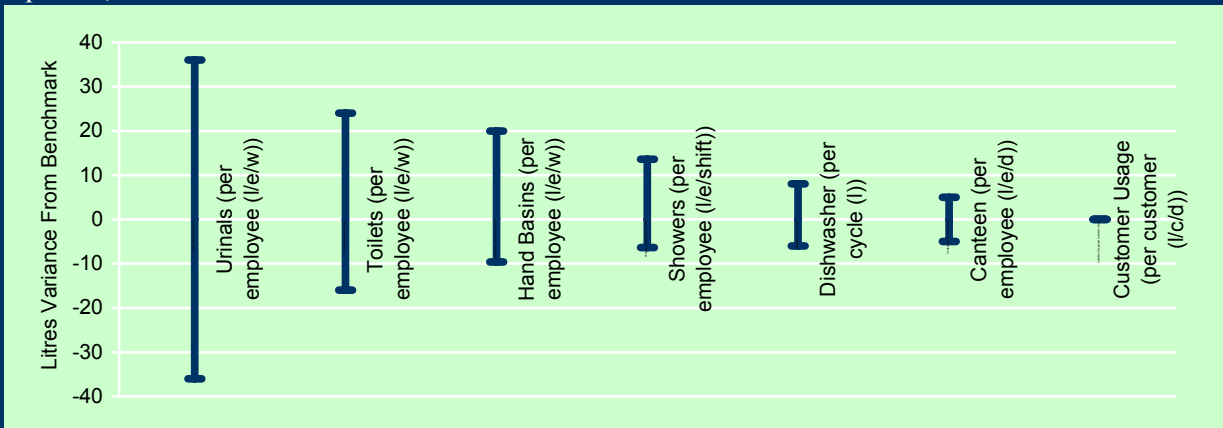 40
30
20
10
0
-10
-20
-30
-40
Litres Variance From Benchmark
Urinals (per
employee (l/e/w))
Toilets (per
employee (l/e/w))
Hand Basins (per
employee (l/e/w))
Showers (per
employee (l/e/shift))
Dishwasher (per
cycle (l))
Canteen (per
employee (l/e/d))
Customer Usage
(per customer
(l/c/d))